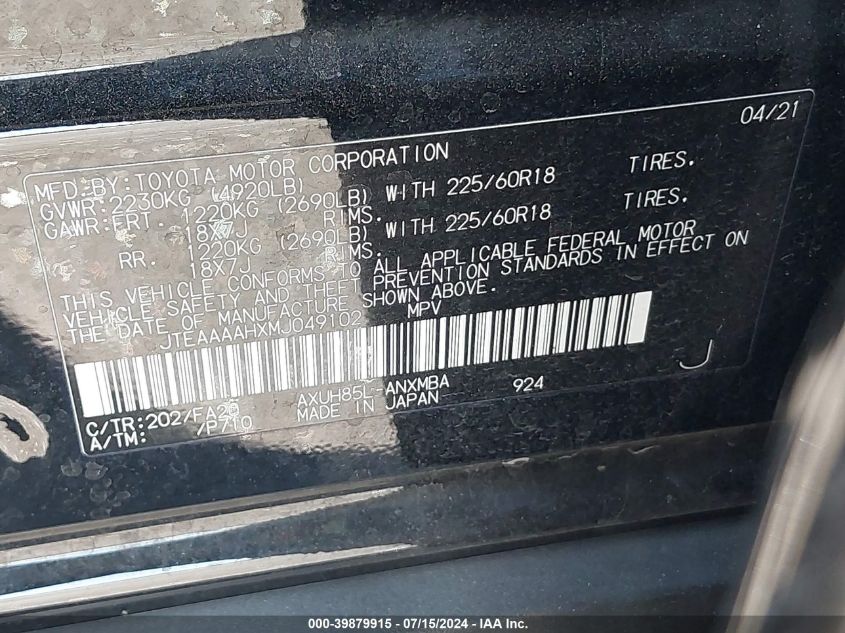 04/21
MFD.BY:TOYOTA MOTOR CORPORATION
GVWR:2230KG (4920LB)
GAWR:FRT. 1220KG (2690LB) WITH 225/60R18 TIRES.
18X7J RIMS.
RR. 1220KG (2690LB) WITH 225/60R18 TIRES.
18X7J RIMS.
THIS VEHICLE CONFORMS TO ALL APPLICABLE FEDERAL MOTOR
VEHICLE SAFETY AND THEFT PREVENTION STANDARDS IN EFFECT ON
THE DATE OF MANUFACTURE SHOWN ABOVE.
JTEAAAAHXMJ049102 MPV
C/TR:202/FA20 AXUH85L-ANXMBA 924 J
A/TM: /P710 MADE IN JAPAN
000-39879915 - 07/15/2024 - IAA Inc.